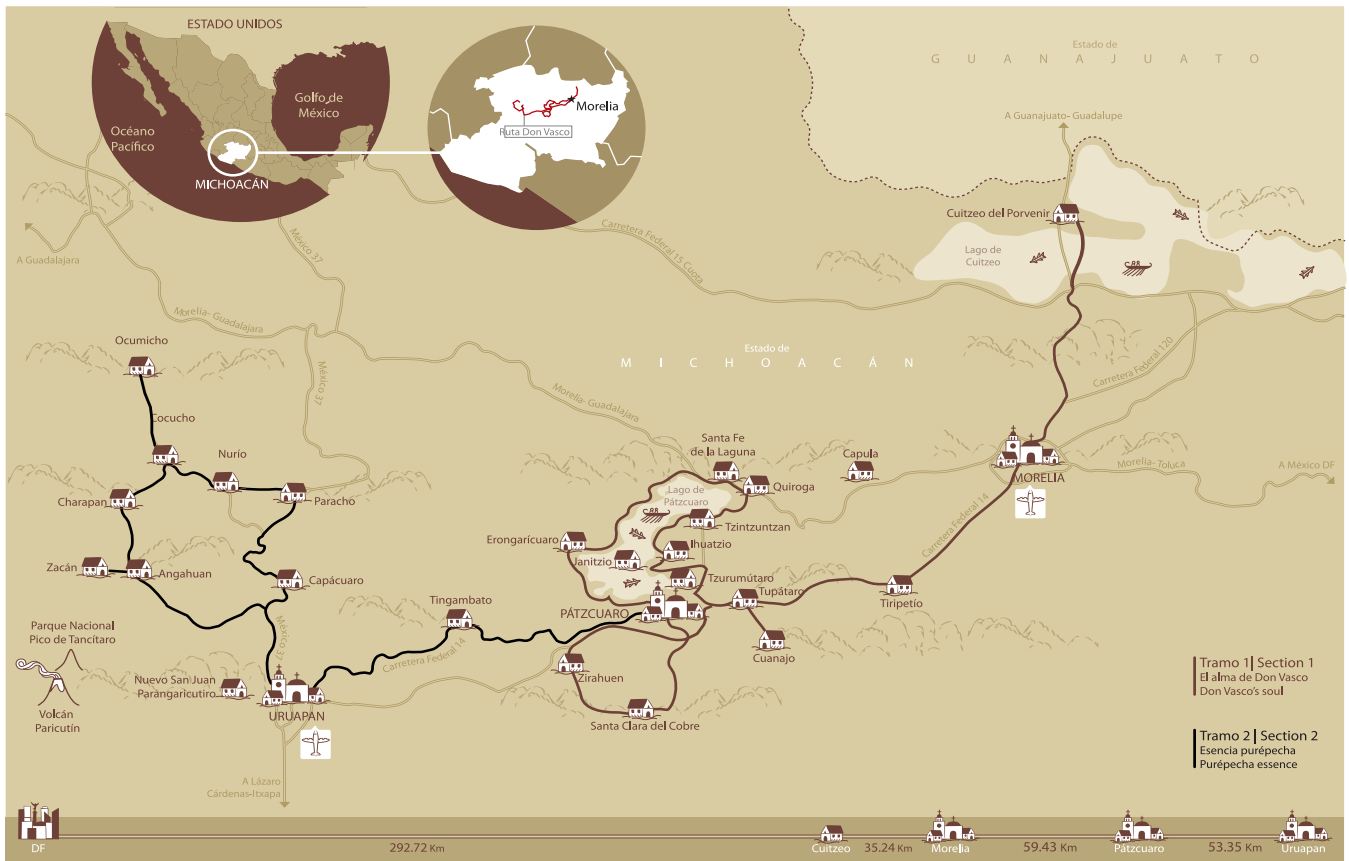 ESTADO UNIDOS
Golfo de
México
Océano
Pacífico
MICHOACÁN
Morelia
Ruta Don Vasco
Estado de
GUANAJUATO
A Guanajuato- Guadalupe
Cuitzeo del Porvenir
Lago de
Cuitzeo
A Guadalajara
México 37
Carretera Federal 15 Cuota
Morelia- Guadalajara
México 37
Estado de
MICHOACÁN
Morelia- Guadalajara
Carretera Federal 120
Ocumicho
Cocucho
Nurío
Charapan
Paracho
Zacán
Angahuan
Capácuaro
Santa Fe
de la Laguna
Capula
Quiroga
Lago de
Pátzcuaro
Tzintzuntzan
Erongarícuaro
Ihuatzio
Janitzio
Tzurumútaro
Tupátaro
MORELIA
Morelia-Toluca
A México DF
Carretera Federal 14
Tiripetío
Tingambato
PÁTZCUARO
Cuanajo
Parque Nacional
Pico de Tancítaro
Volcán
Paricutín
Nuevo San Juan
Parangaricutiro
México 37
URUAPAN
Carretera Federal 14
Zirahuen
Santa Clara del Cobre
A Lázaro
Cárdenas-Itxapa
Tramo 1 | Section 1
El alma de Don Vasco
Don Vasco's soul
Tramo 2 | Section 2
Esencia purépecha
Purépecha essence
DF
292.72 Km
Cuitzeo
35.24 Km
Morelia
59.43 Km
Pátzcuaro
53.35 Km
Uruapan